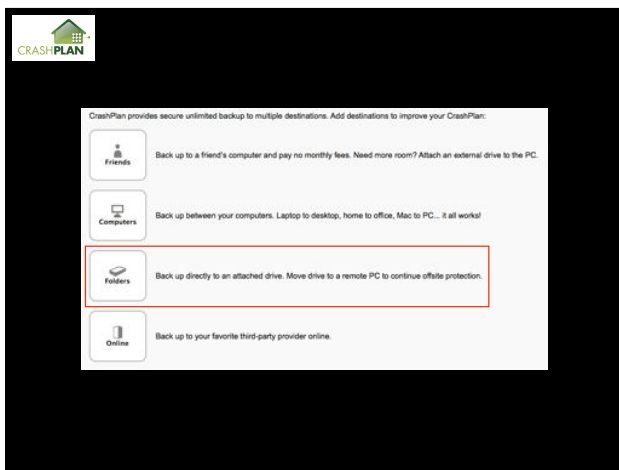 CRASHPLAN
CrashPlan provides secure unlimited backup to multiple destinations. Add destinations to improve your CrashPlan:
Friends
Back up to a friend's computer and pay no monthly fees. Need more room? Attach an external drive to the PC.
Computers
Back up between your computers. Laptop to desktop, home to office, Mac to PC... it all works!
Folders
Back up directly to an attached drive. Move drive to a remote PC to continue offsite protection.
Online
Back up to your favorite third-party provider online.